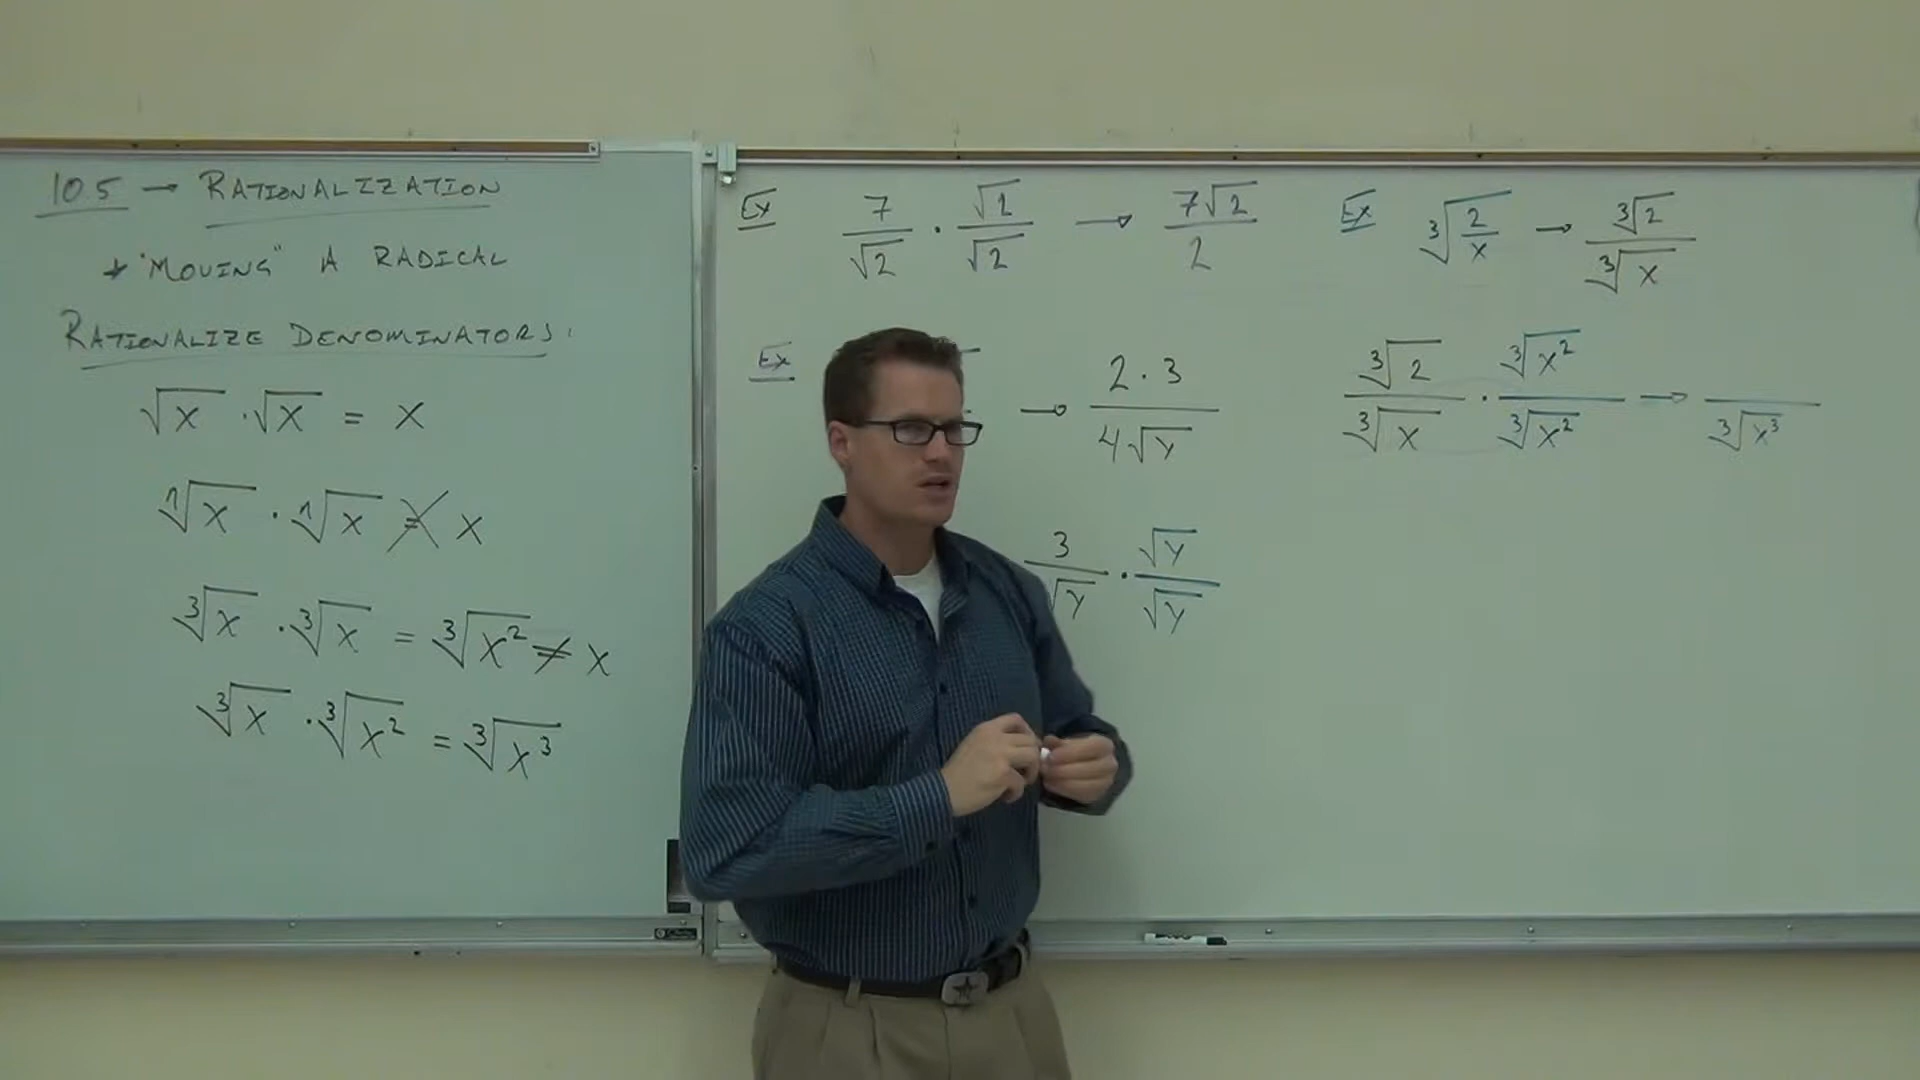 10.5 → RATIONALIZATION
* "MOVING" A RADICAL
RATIONALIZE DENOMINATORS:
√x · √x = x
ⁿ√x · ⁿ√x ≠ x
³√x · ³√x = ³√x² ≠ x
³√x · ³√x² = ³√x³
Ex 7/√2 · √2/√2 → 7√2/2
Ex → 2 · 3/4√y
3/√y · √y/√y
Ex ³√(2/x) → ³√2/³√x
³√2/³√x · ³√x²/³√x² → /³√x³